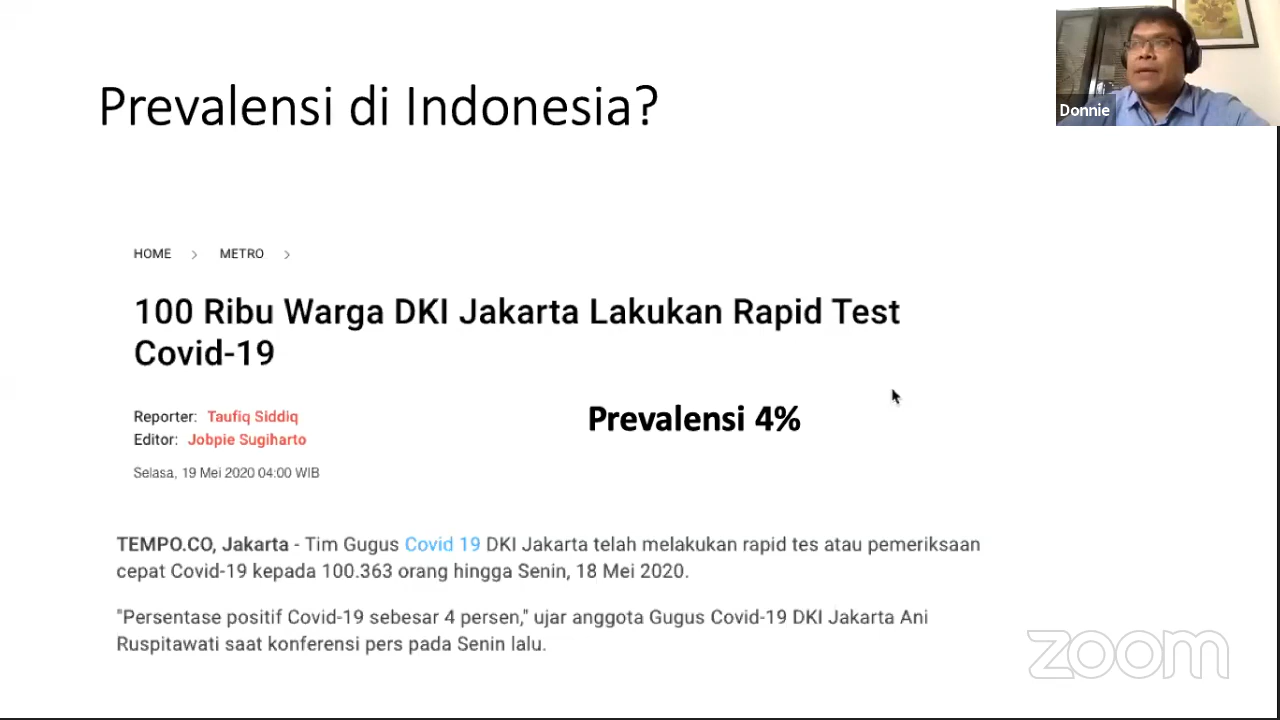 Prevalensi di Indonesia?
Donnie
HOME > METRO >
100 Ribu Warga DKI Jakarta Lakukan Rapid Test
Covid-19
Reporter: Taufiq Siddiq
Editor: Jobpie Sugiharto
Prevalensi 4%
Selasa, 19 Mei 2020 04:00 WIB
TEMPO.CO, Jakarta - Tim Gugus Covid 19 DKI Jakarta telah melakukan rapid tes atau pemeriksaan
cepat Covid-19 kepada 100.363 orang hingga Senin, 18 Mei 2020.
"Persentase positif Covid-19 sebesar 4 persen," ujar anggota Gugus Covid-19 DKI Jakarta Ani
Ruspitawati saat konferensi pers pada Senin lalu.
zoom